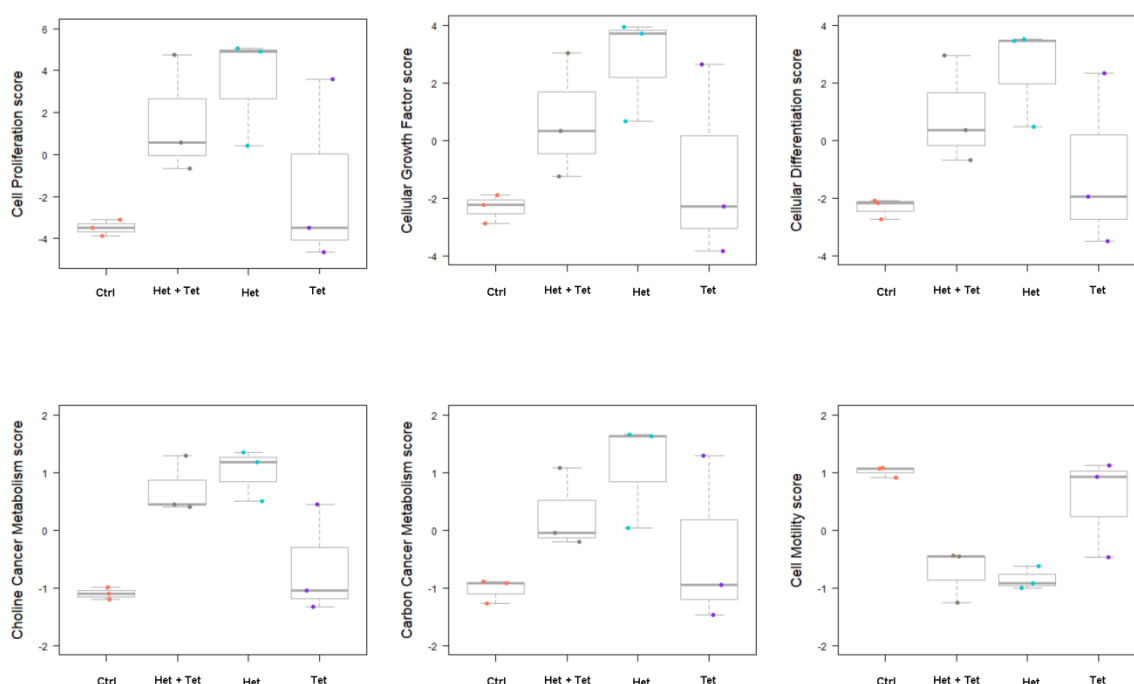 Cell Proliferation score
6
4
2
0
-2
-4
Ctrl
Het + Tet
Het
Tet
Cellular Growth Factor score
4
2
0
-2
-4
Ctrl
Het + Tet
Het
Tet
Cellular Differentiation score
4
2
0
-2
-4
Ctrl
Het + Tet
Het
Tet
Choline Cancer Metabolism score
2
1
0
-1
-2
Ctrl
Het + Tet
Het
Tet
Carbon Cancer Metabolism score
2
1
0
-1
-2
Ctrl
Het + Tet
Het
Tet
Cell Motility score
2
1
0
-1
-2
Ctrl
Het + Tet
Het
Tet